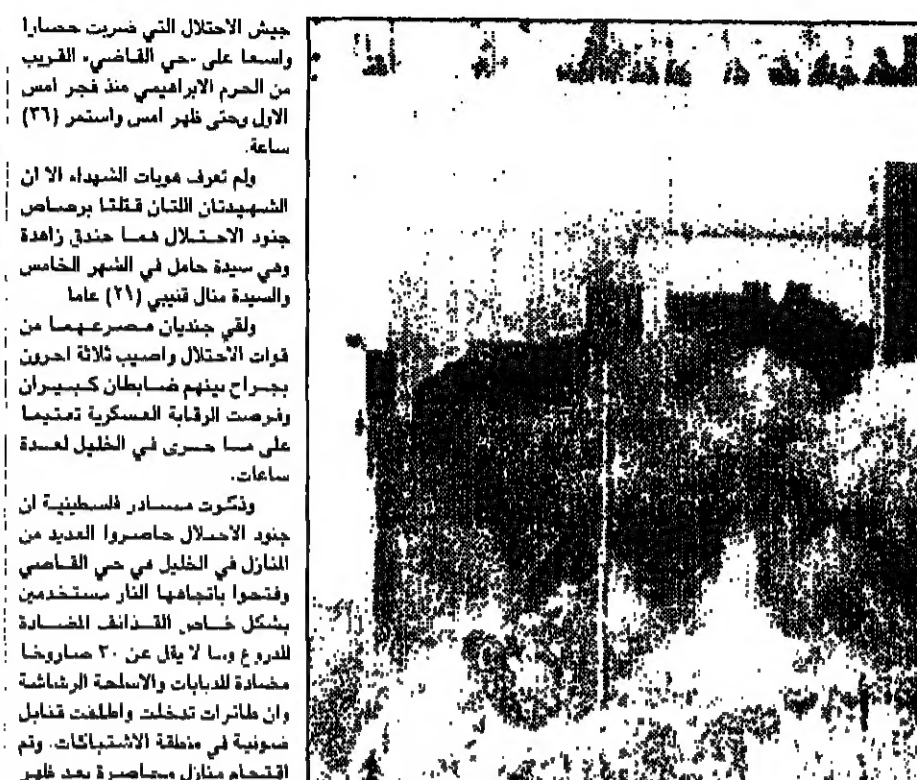 جيش الاحتلال التي ضربت حصارا
واسعا على «حي القاضي» القريب
من الحرم الابراهيمي منذ فجر امس
الاول وحتى ظهر امس واستمر (٣٦)
ساعة.
ولم تعرف هويات الشهداء الا ان
الشهيدتان اللتان قتلتا برصاص
جنود الاحتلال هما حندق زاهدة
وهي سيدة حامل في الشهر الخامس
والسيدة منال قنيبي (٢١) عاما
ولقي جنديان مصرعهما من
قوات الاحتلال واصيب ثلاثة اخرون
بجراح بينهم ضابطان كبيران
وفرضت الرقابة العسكرية تعتيما
على ما جرى في الخليل لعدة
ساعات.
وذكرت مصادر فلسطينية ان
جنود الاحتلال حاصروا العديد من
المنازل في الخليل في حي القاضي
وفتحوا باتجاهها النار مستخدمين
بشكل خاص القذائف المضادة
للدروع وما لا يقل عن ٢٠ صاروخا
مضادة للدبابات والاسلحة الرشاشة
وان طائرات تدخلت واطلقت قنابل
ضوئية في منطقة الاشتباكات. وتم
اقتحام منازل ومحاصرة بعد ظهر